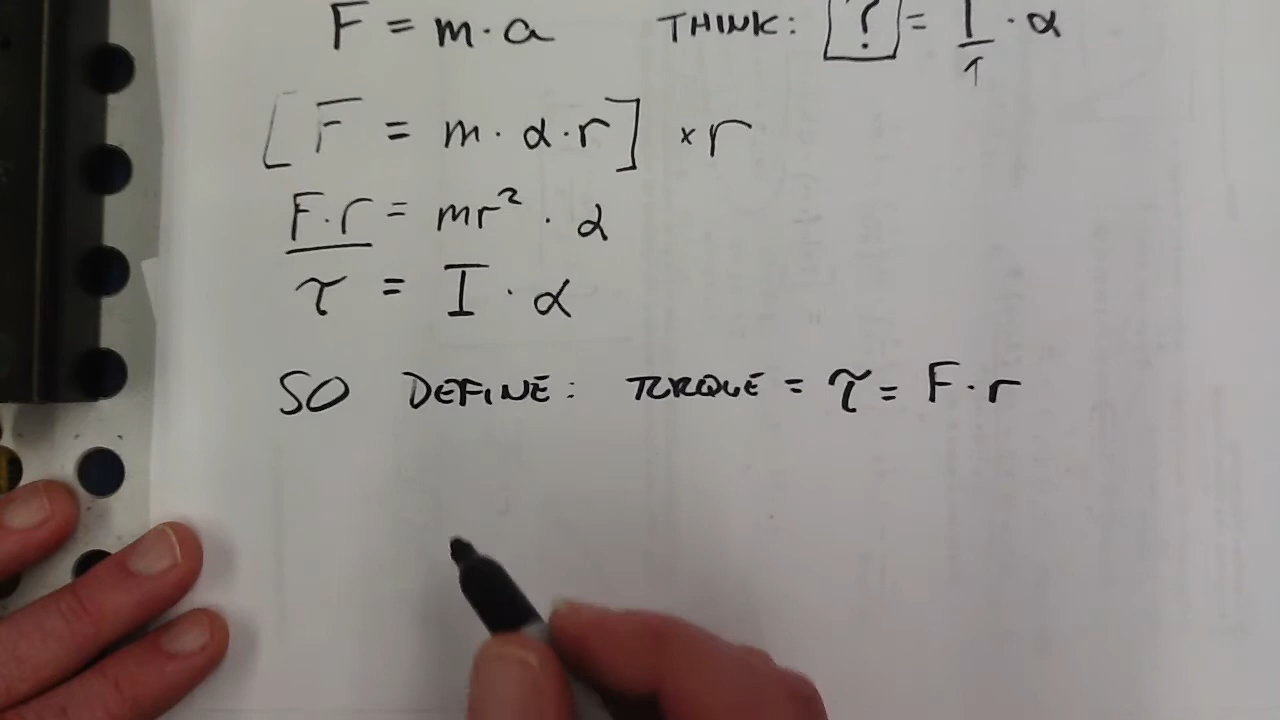 F = m·a THINK: [?] = I · α
[F = m·α·r] × r
F·r = mr² · α
τ = I · α
SO DEFINE: TORQUE = τ = F·r